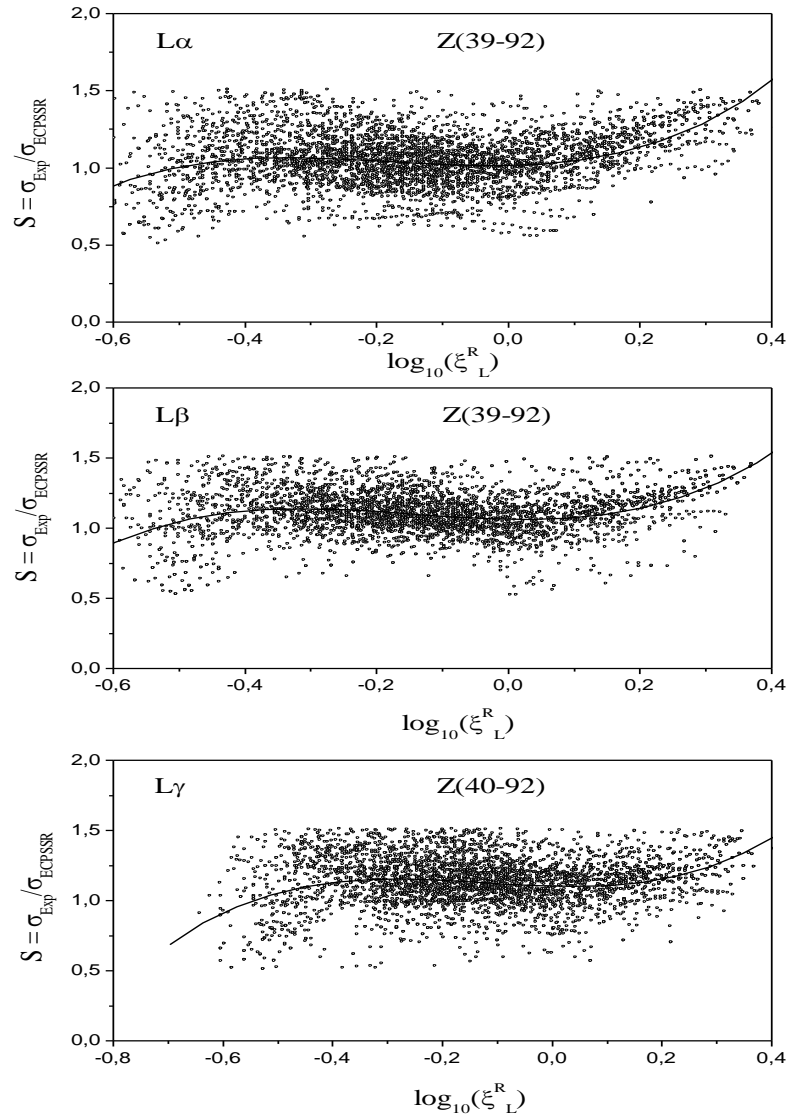 2,0
Lα Z(39-92)
1,5
1,0
0,5
0,0
S = σExp/σECPSSR
-0,6 -0,4 -0,2 0,0 0,2 0,4
log10(ξR L)
2,0
Lβ Z(39-92)
1,5
1,0
0,5
0,0
S = σExp/σECPSSR
-0,6 -0,4 -0,2 0,0 0,2 0,4
log10(ξR L)
2,0
Lγ Z(40-92)
1,5
1,0
0,5
0,0
S = σExp/σECPSSR
-0,8 -0,6 -0,4 -0,2 0,0 0,2 0,4
log10(ξR L)